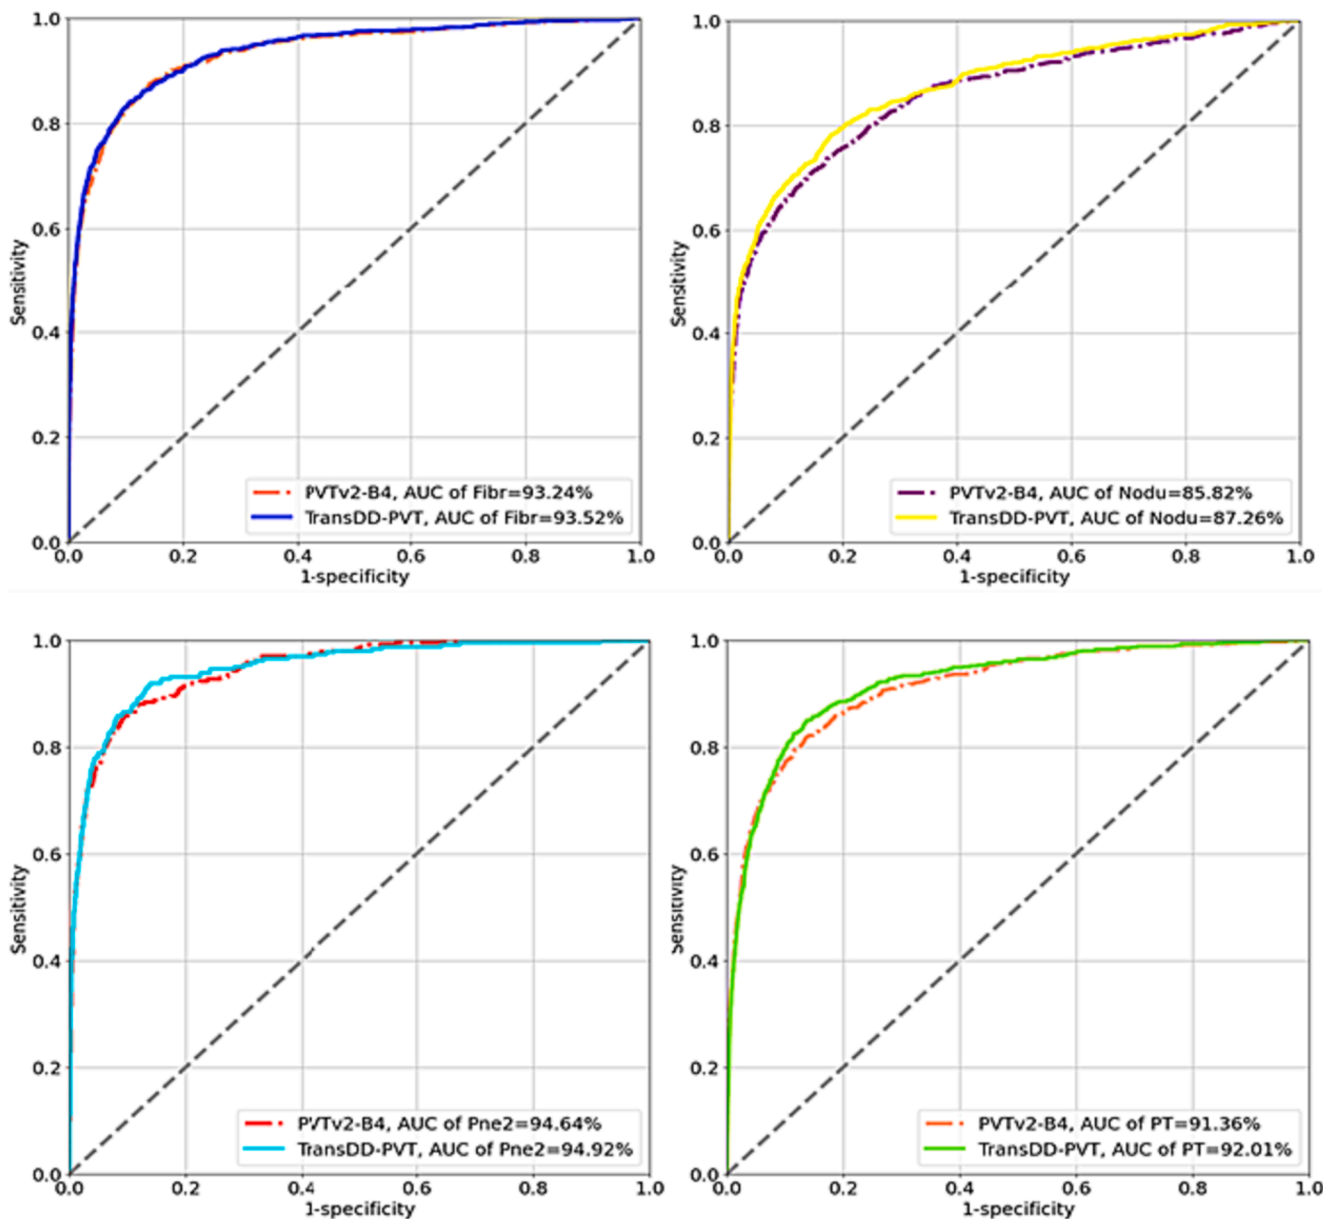 1.0
0.8
0.6
0.4
0.2
0.0
Sensitivity
PVTv2-B4, AUC of Fibr=93.24%
TransDD-PVT, AUC of Fibr=93.52%
0.0 0.2 0.4 0.6 0.8 1.0
1-specificity
1.0
0.8
0.6
0.4
0.2
0.0
Sensitivity
PVTv2-B4, AUC of Nodu=85.82%
TransDD-PVT, AUC of Nodu=87.26%
0.0 0.2 0.4 0.6 0.8 1.0
1-specificity
1.0
0.8
0.6
0.4
0.2
0.0
Sensitivity
PVTv2-B4, AUC of Pne2=94.64%
TransDD-PVT, AUC of Pne2=94.92%
0.0 0.2 0.4 0.6 0.8 1.0
1-specificity
1.0
0.8
0.6
0.4
0.2
0.0
Sensitivity
PVTv2-B4, AUC of PT=91.36%
TransDD-PVT, AUC of PT=92.01%
0.0 0.2 0.4 0.6 0.8 1.0
1-specificity